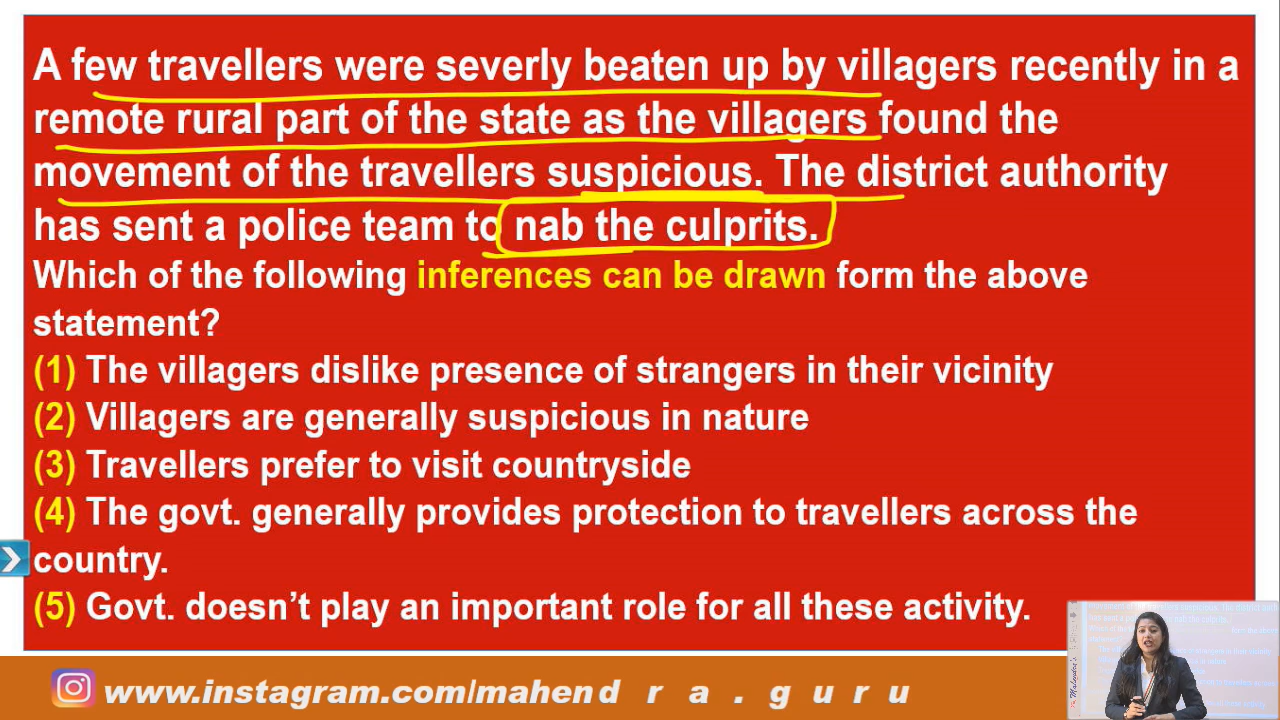 A few travellers were severly beaten up by villagers recently in a
remote rural part of the state as the villagers found the
movement of the travellers suspicious. The district authority
has sent a police team to nab the culprits.
Which of the following inferences can be drawn form the above
statement?
(1) The villagers dislike presence of strangers in their vicinity
(2) Villagers are generally suspicious in nature
(3) Travellers prefer to visit countryside
(4) The govt. generally provides protection to travellers across the
country.
(5) Govt. doesn't play an important role for all these activity.
www.instagram.com/mahend r a . g u r u